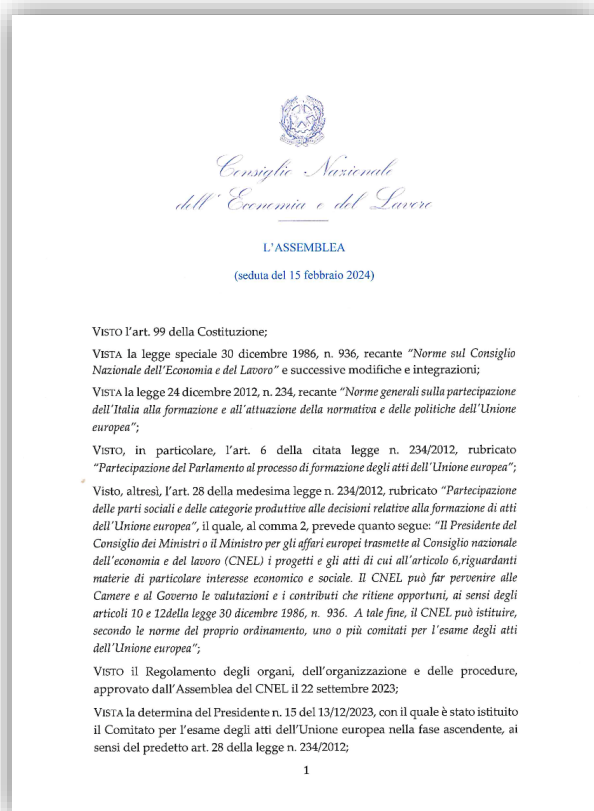 Consiglio Nazionale
dell'Economia e del Lavoro
L'ASSEMBLEA
(seduta del 15 febbraio 2024)
VISTO l'art. 99 della Costituzione;
VISTA la legge speciale 30 dicembre 1986, n. 936, recante "Norme sul Consiglio
Nazionale dell'Economia e del Lavoro" e successive modifiche e integrazioni;
VISTA la legge 24 dicembre 2012, n. 234, recante "Norme generali sulla partecipazione
dell'Italia alla formazione e all'attuazione della normativa e delle politiche dell'Unione
europea";
VISTO, in particolare, l'art. 6 della citata legge n. 234/2012, rubricato
"Partecipazione del Parlamento al processo di formazione degli atti dell'Unione europea";
Visto, altresì, l'art. 28 della medesima legge n. 234/2012, rubricato "Partecipazione
delle parti sociali e delle categorie produttive alle decisioni relative alla formazione di atti
dell'Unione europea", il quale, al comma 2, prevede quanto segue: "Il Presidente del
Consiglio dei Ministri o il Ministro per gli affari europei trasmette al Consiglio nazionale
dell'economia e del lavoro (CNEL) i progetti e gli atti di cui all'articolo 6,riguardanti
materie di particolare interesse economico e sociale. Il CNEL può far pervenire alle
Camere e al Governo le valutazioni e i contributi che ritiene opportuni, ai sensi degli
articoli 10 e 12della legge 30 dicembre 1986, n. 936. A tale fine, il CNEL può istituire,
secondo le norme del proprio ordinamento, uno o più comitati per l'esame degli atti
dell'Unione europea";
VISTO il Regolamento degli organi, dell'organizzazione e delle procedure,
approvato dall'Assemblea del CNEL il 22 settembre 2023;
VISTA la determina del Presidente n. 15 del 13/12/2023, con il quale è stato istituito
il Comitato per l'esame degli atti dell'Unione europea nella fase ascendente, ai
sensi del predetto art. 28 della legge n. 234/2012;
1